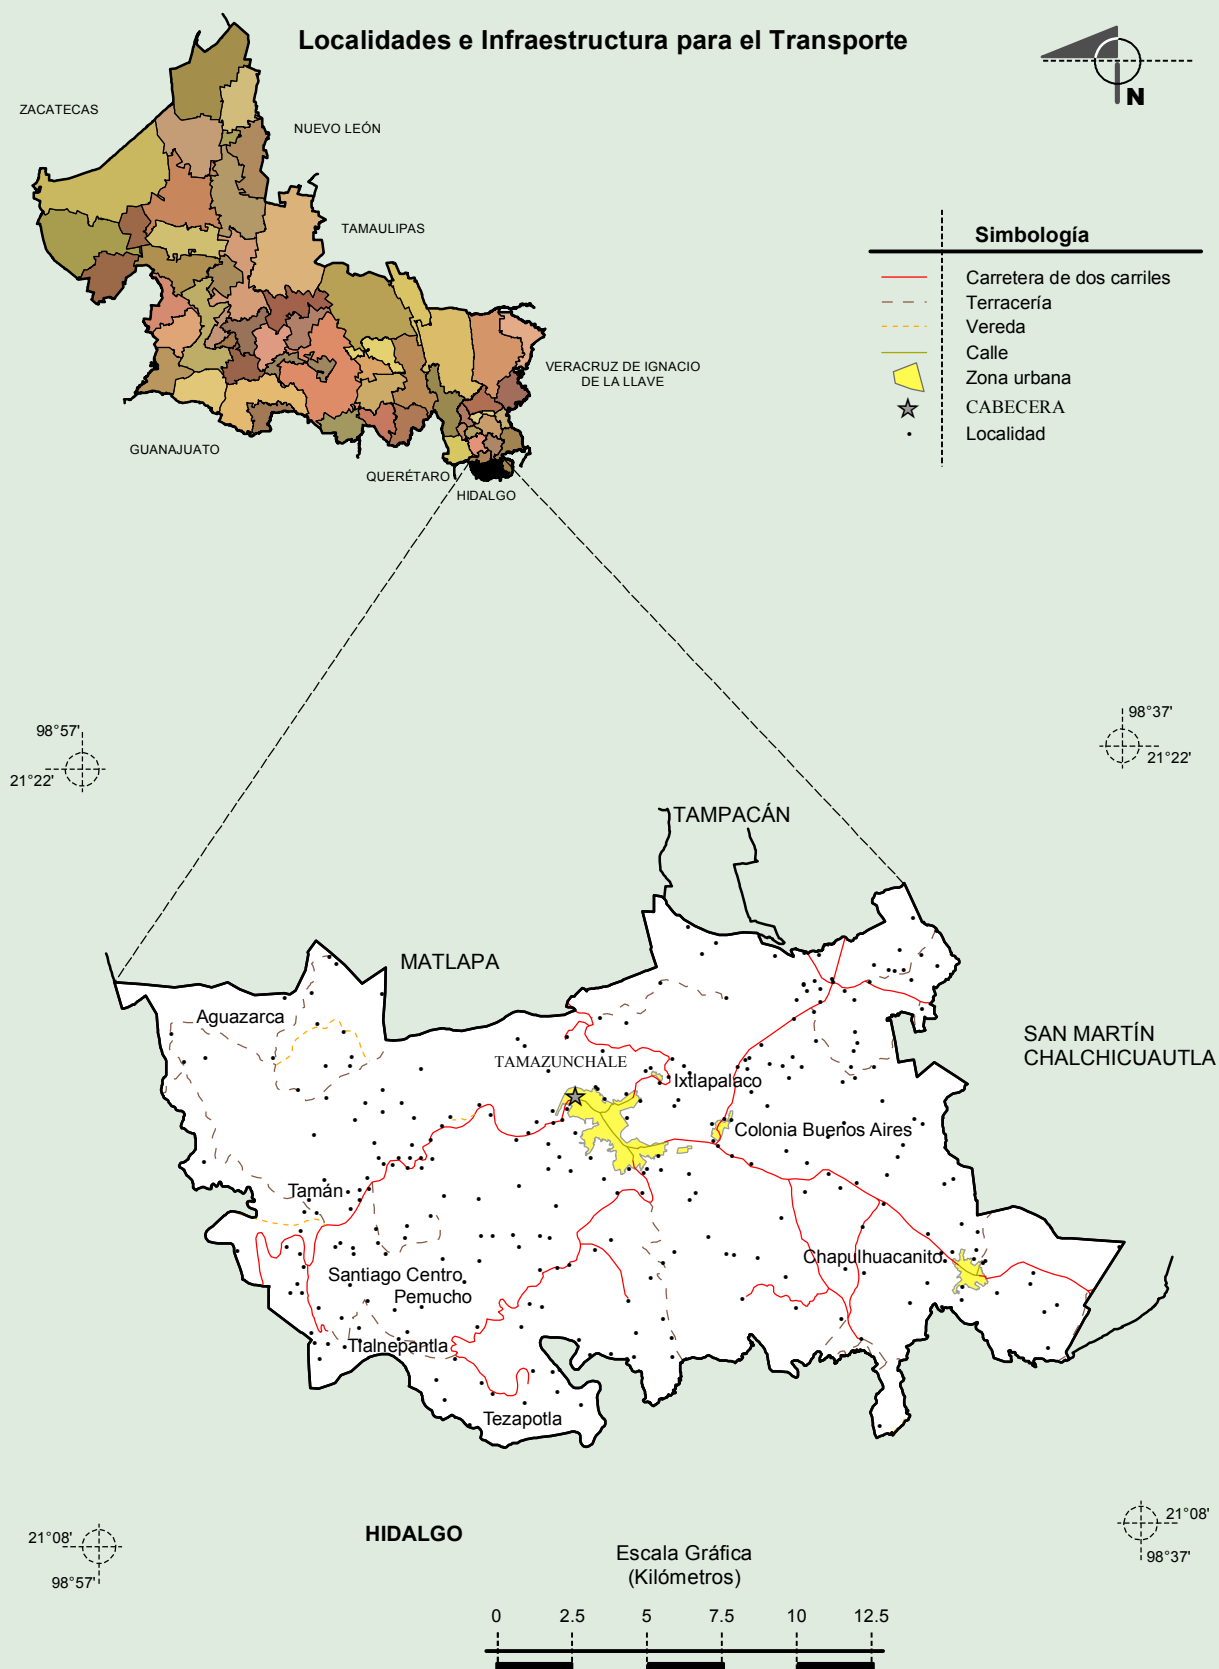 Localidades e Infraestructura para el Transporte
N
ZACATECAS
NUEVO LEÓN
TAMAULIPAS
VERACRUZ DE IGNACIO
DE LA LLAVE
GUANAJUATO
QUERÉTARO
HIDALGO
Simbología
Carretera de dos carriles
Terracería
Vereda
Calle
Zona urbana
CABECERA
Localidad
98°57'
21°22'
98°37'
21°22'
TAMPACÁN
MATLAPA
SAN MARTÍN
CHALCHICUAUTLA
Aguazarca
TAMAZUNCHALE
Ixtlapalaco
Colonia Buenos Aires
Tamán
Chapulhuacanito
Santiago Centro
Pemucho
Tlalnepantla
Tezapotla
HIDALGO
21°08'
98°57'
21°08'
98°37'
Escala Gráfica
(Kilómetros)
0 2.5 5 7.5 10 12.5